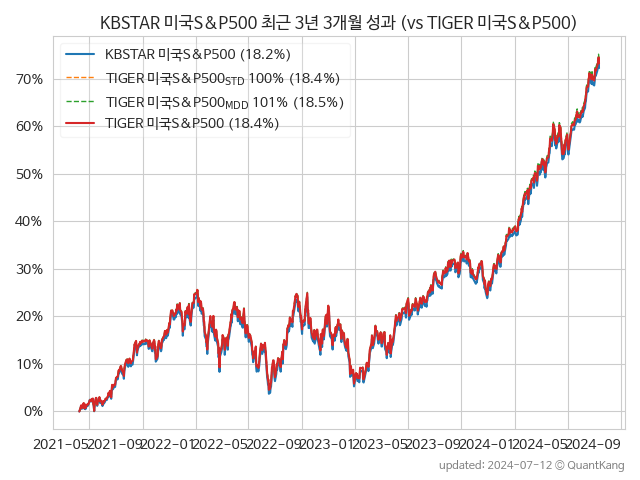 KBSTAR 미국S&P500 최근 3년 3개월 성과 (vs TIGER 미국S&P500)
KBSTAR 미국S&P500 (18.2%)
TIGER 미국S&P500STD 100% (18.4%)
TIGER 미국S&P500MDD 101% (18.5%)
TIGER 미국S&P500 (18.4%)
70%
60%
50%
40%
30%
20%
10%
0%
2021-05 2021-09 2022-01 2022-05 2022-09 2023-01 2023-05 2023-09 2024-01 2024-05 2024-09
updated: 2024-07-12 © QuantKang